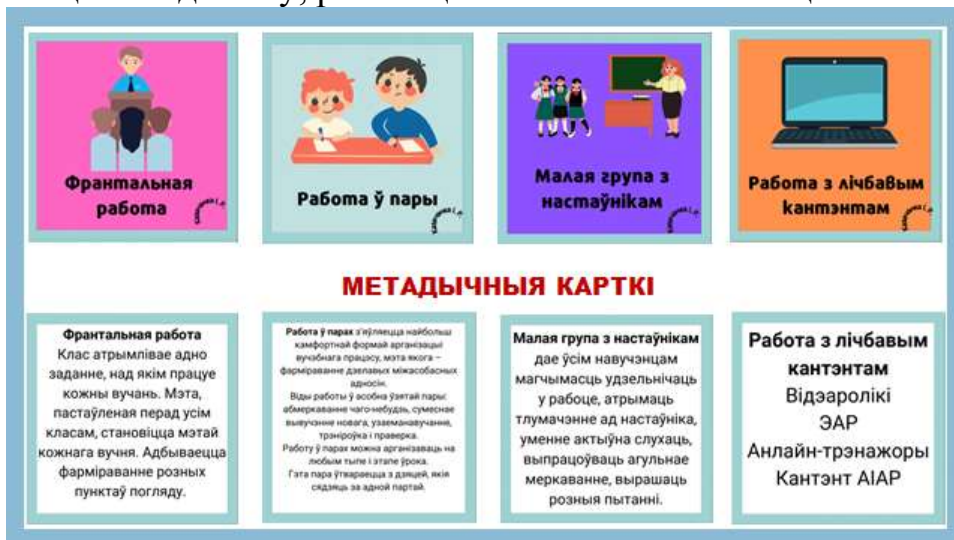 Франтальная
работа
Работа ў пары
Малая група з
настаўнікам
Работа з лічбавым
кантэнтам
МЕТАДЫЧНЫЯ КАРТКІ
Франтальная работа
Клас атрымлівае адно
заданне, над якім працуе
кожны вучань. Мэта,
пастаўленая перад усім
класам, становіцца мэтай
кожнага вучня. Адбываецца
фарміраванне розных
пунктаў погляду.
Работа ў парах з'яўляецца найбольш
камфортнай формай арганізацыі
вучэбнага працэсу, мэта якога –
фарміраванне дзелавых міжасобасных
адносін.
Віды работы ў асобна ўзятай пары:
абмеркаванне чаго-небудзь, сумеснае
вывучэнне новага, узаеманавучанне,
трэніроўка і праверка.
Работу ў парах можна арганізаваць на
любым тыпе і этапе ўрока.
Гэта пара ўтвараецца з дзяцей, якія
сядзяць за адной партай.
Малая група з настаўнікам
дае ўсім навучэнцам
магчымасць удзельнічаць
у рабоце, атрымаць
тлумачэнне ад настаўніка,
уменне актыўна слухаць,
выпрацоўваць агульнае
меркаванне, вырашаць
розныя пытанні.
Работа з лічбавым
кантэнтам
Відэаролікі
ЭАР
Анлайн-трэнажоры
Кантэнт АІАР